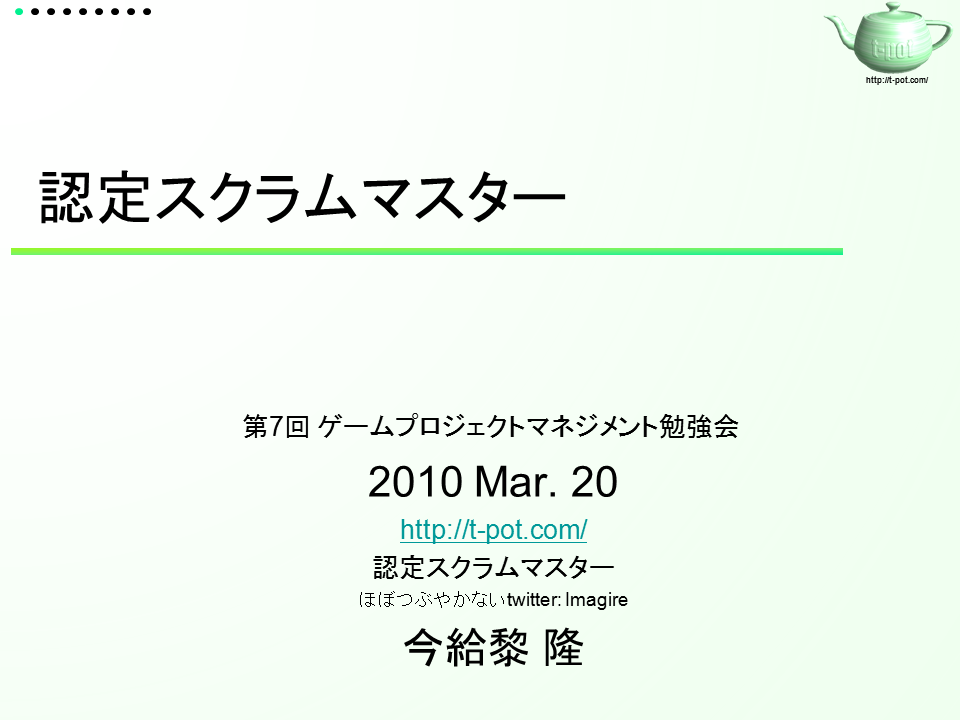 t-pot
http://t-pot.com/
認定スクラムマスター
第7回 ゲームプロジェクトマネジメント勉強会
2010 Mar. 20
http://t-pot.com/
認定スクラムマスター
ほぼつぶやかないtwitter: Imagire
今給黎 隆